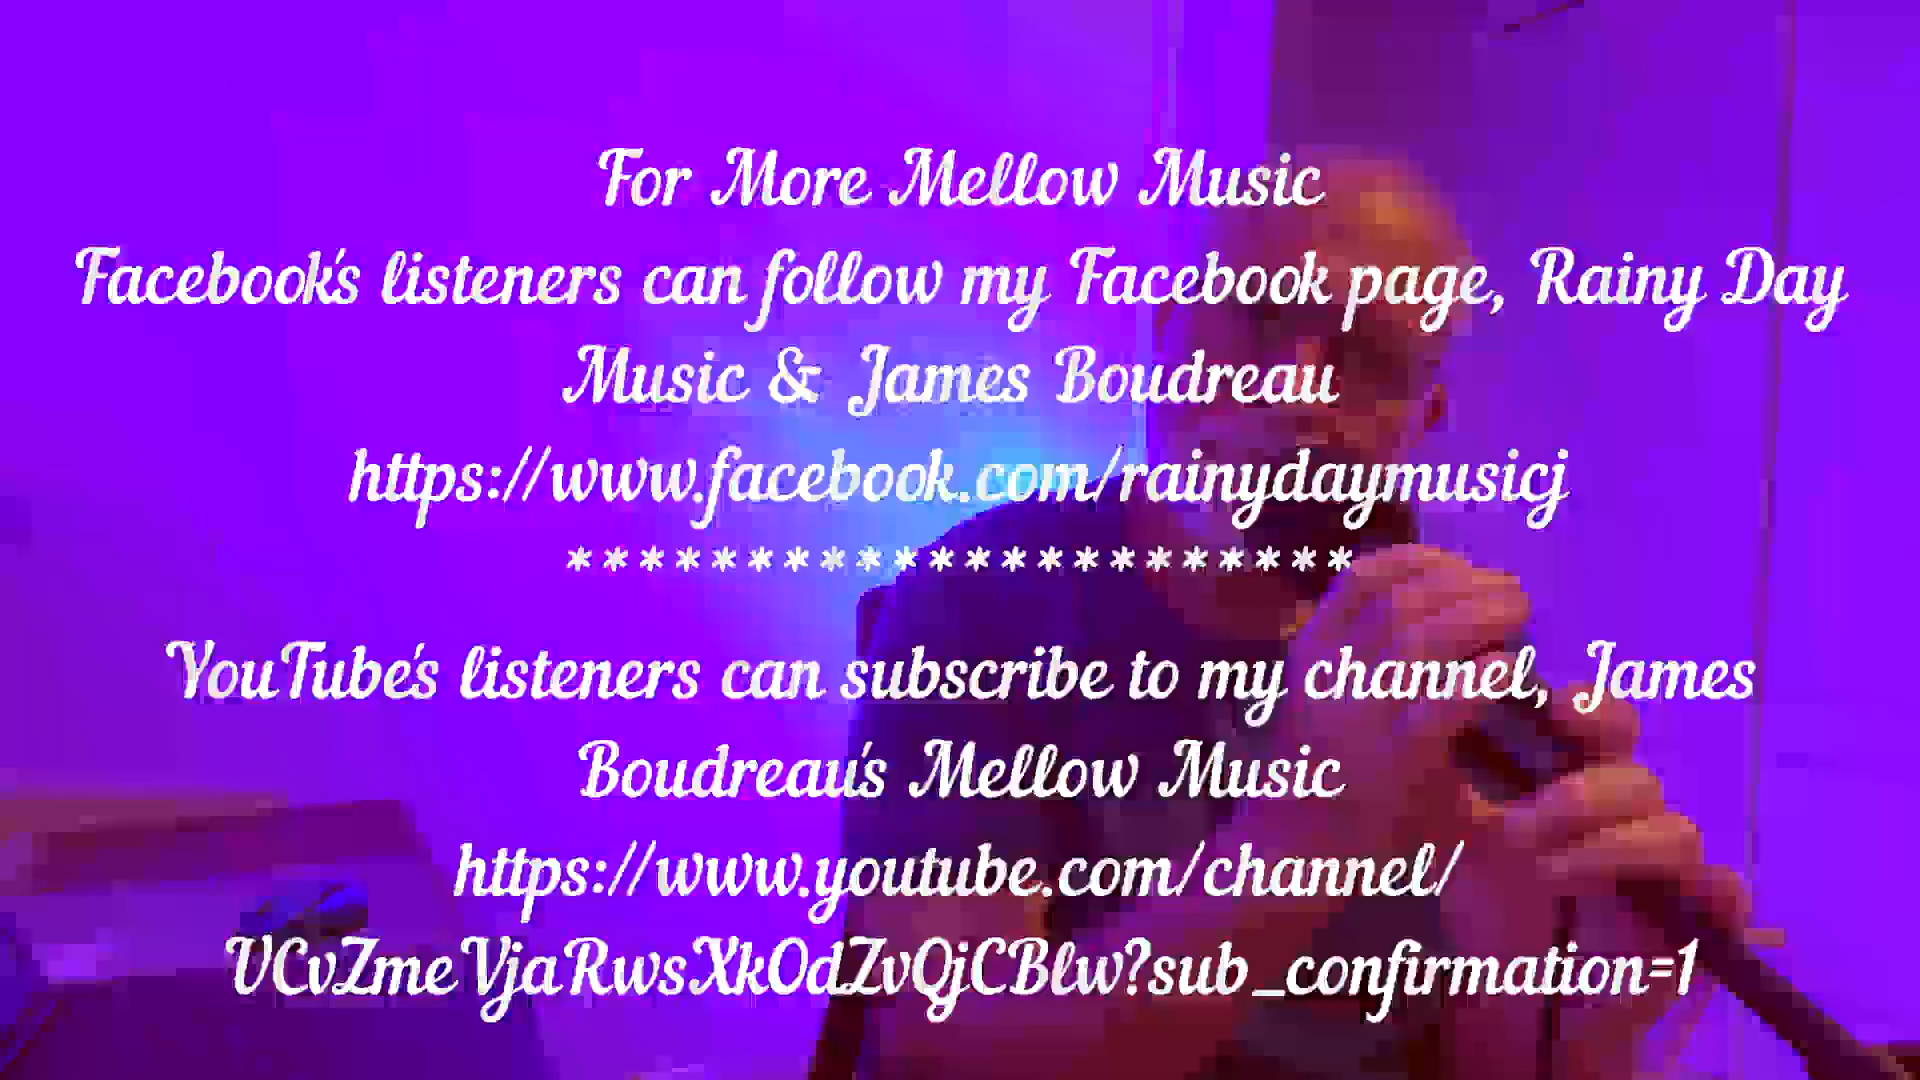 For More Mellow Music
Facebook's listeners can follow my Facebook page, Rainy Day
Music & James Boudreau
https://www.facebook.com/rainydaymusicj
**********************
YouTube's listeners can subscribe to my channel, James
Boudreau's Mellow Music
https://www.youtube.com/channel/
UCvZmeVjaRwsXkOdZvQjCBlw?sub_confirmation=1